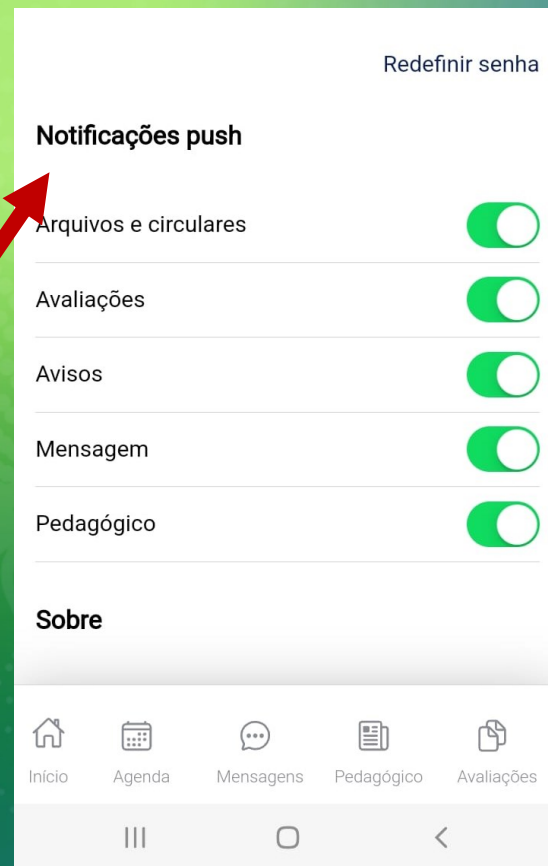 Redefinir senha
Notificações push
Arquivos e circulares
Avaliações
Avisos
Mensagem
Pedagógico
Sobre
Início Agenda Mensagens Pedagógico Avaliações